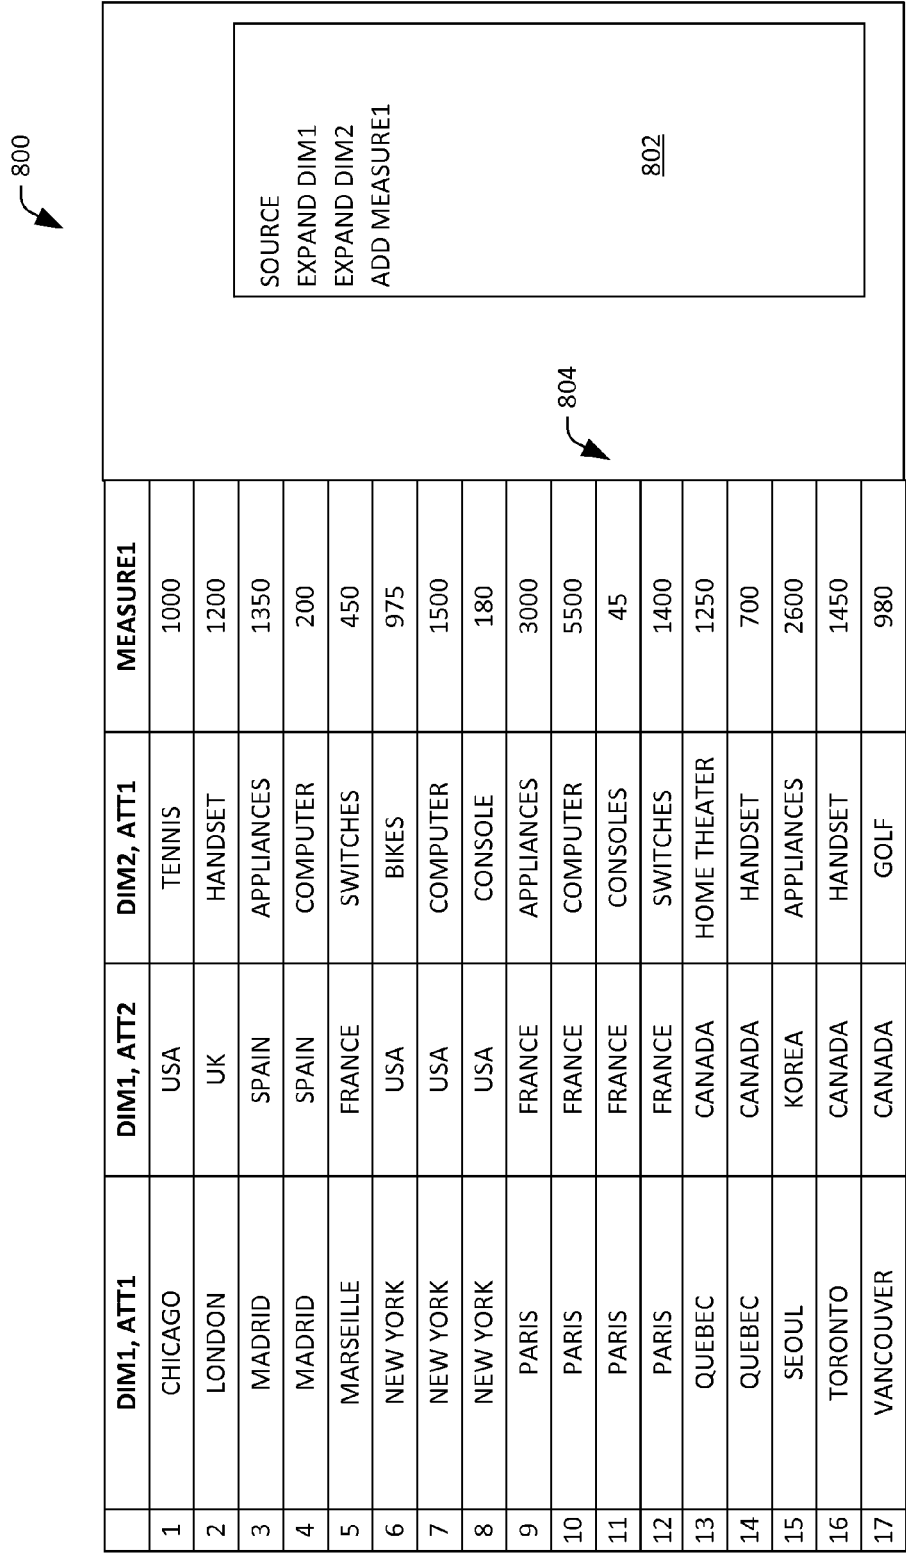 800
DIM1, ATT1 DIM1, ATT2 DIM2, ATT1 MEASURE1
1 CHICAGO USA TENNIS 1000
2 LONDON UK HANDSET 1200
3 MADRID SPAIN APPLIANCES 1350
4 MADRID SPAIN COMPUTER 200
5 MARSEILLE FRANCE SWITCHES 450
6 NEW YORK USA BIKES 975
7 NEW YORK USA COMPUTER 1500
8 NEW YORK USA CONSOLE 180
9 PARIS FRANCE APPLIANCES 3000
10 PARIS FRANCE COMPUTER 5500
11 PARIS FRANCE CONSOLES 45
12 PARIS FRANCE SWITCHES 1400
13 QUEBEC CANADA HOME THEATER 1250
14 QUEBEC CANADA HANDSET 700
15 SEOUL KOREA APPLIANCES 2600
16 TORONTO CANADA HANDSET 1450
17 VANCOUVER CANADA GOLF 980
SOURCE
EXPAND DIM1
EXPAND DIM2
ADD MEASURE1
804
802